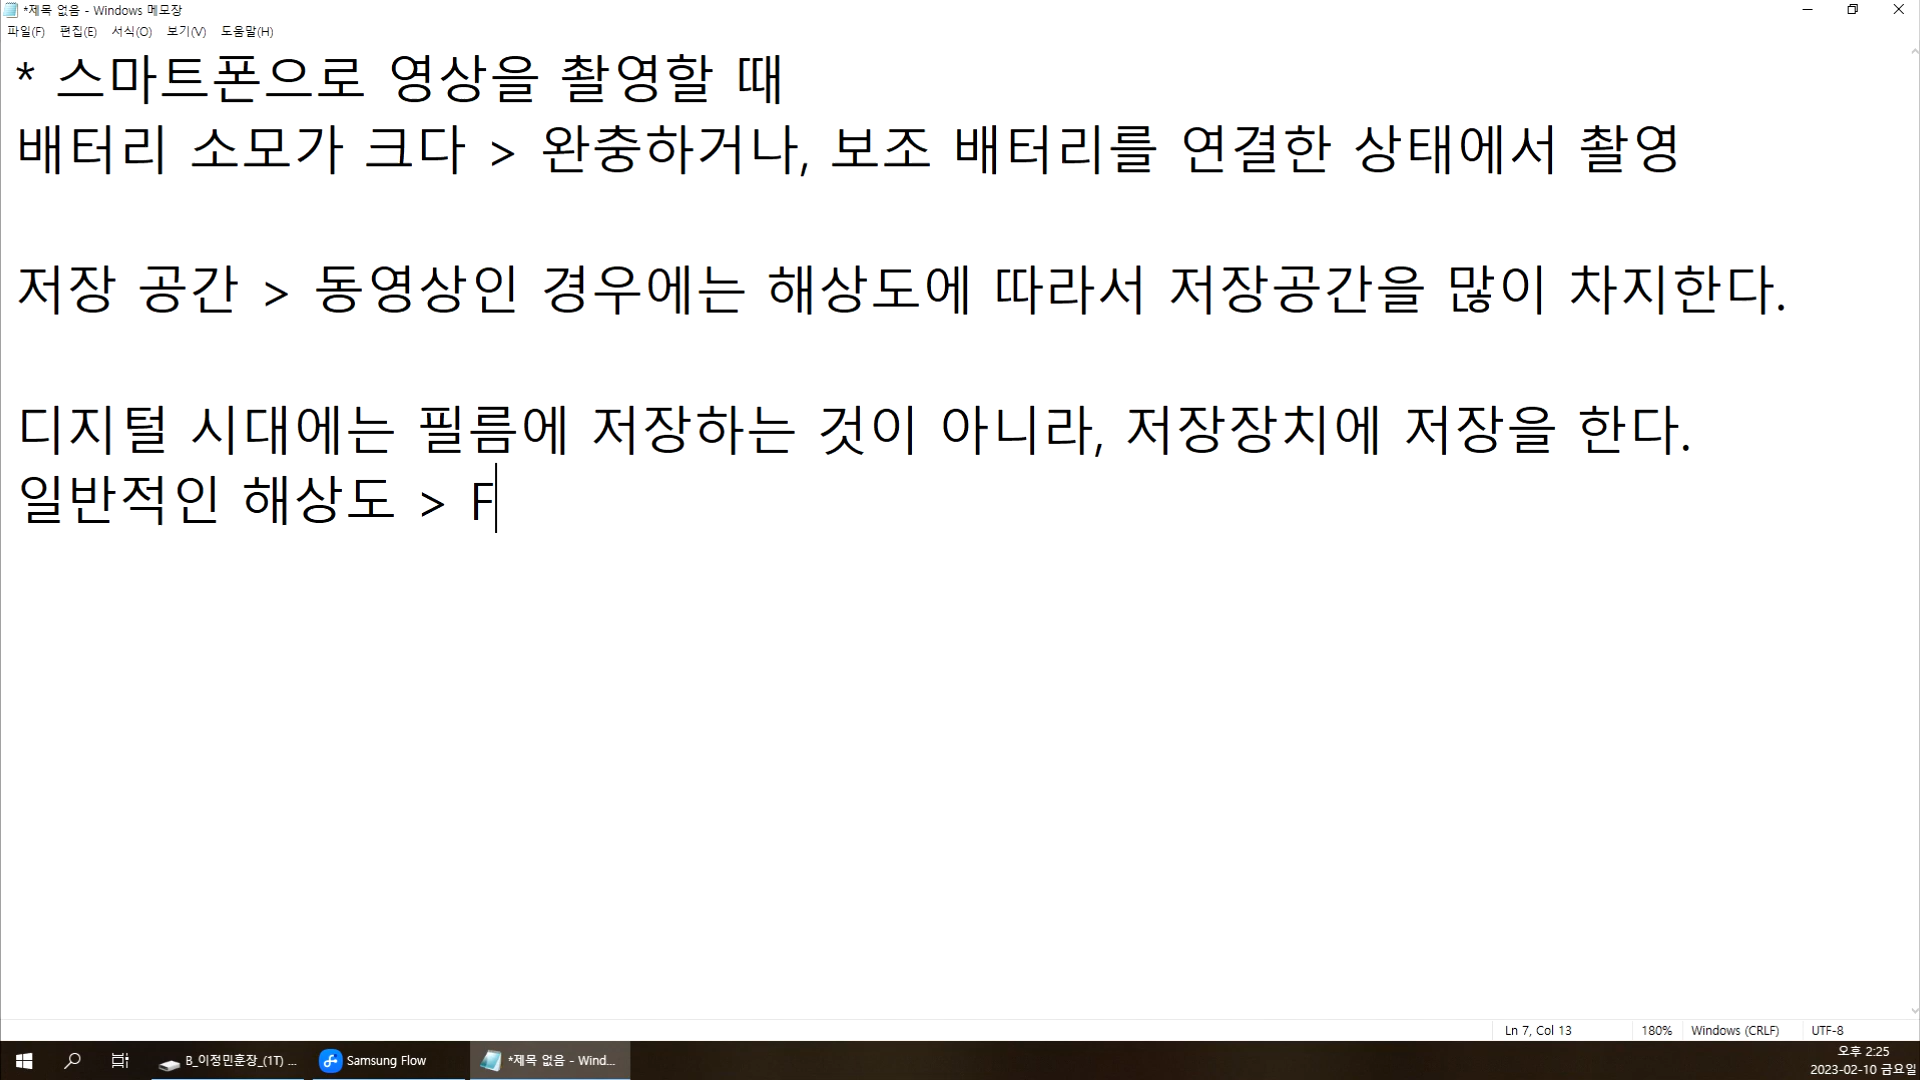 *제목 없음 - Windows 메모장
파일(F) 편집(E) 서식(O) 보기(V) 도움말(H)
* 스마트폰으로 영상을 촬영할 때
배터리 소모가 크다 > 완충하거나, 보조 배터리를 연결한 상태에서 촬영
저장 공간 > 동영상인 경우에는 해상도에 따라서 저장공간을 많이 차지한다.
디지털 시대에는 필름에 저장하는 것이 아니라, 저장장치에 저장을 한다.
일반적인 해상도 > F
Ln 7, Col 13 180% Windows (CRLF) UTF-8
B_이정민훈장_(1T) ... Samsung Flow *제목 없음 - Wind... 오후 2:25
2023-02-10 금요일